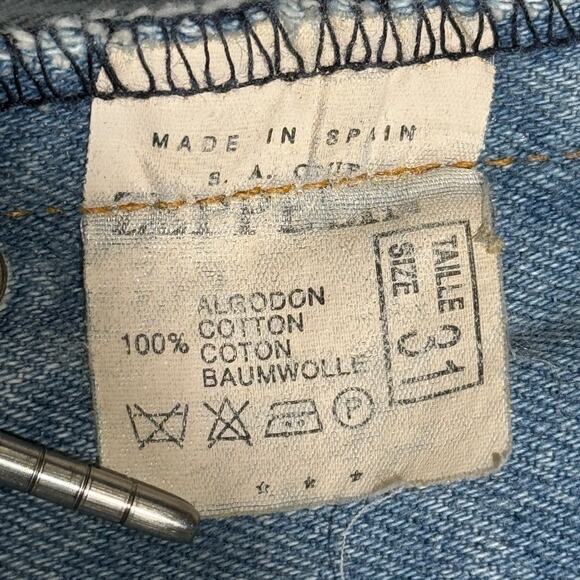 MADE IN SPAIN
S. A.
ALGODON
100% COTTON
COTON
BAUMWOLLE
TAILLE
SIZE
31
P